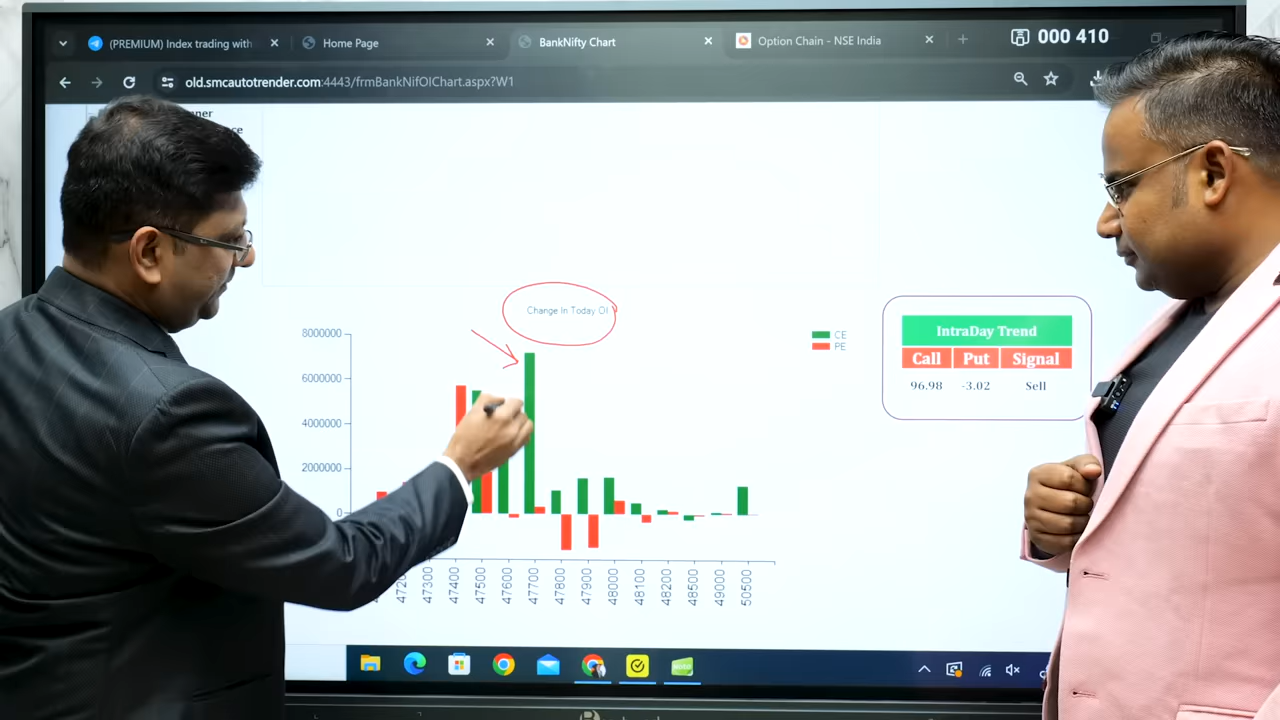 (PREMIUM) Index trading with
Home Page
BankNifty Chart
Option Chain - NSE India
000 410
old.smcautotrender.com:4443/frmBankNifOIChart.aspx?W1
Change In Today OI
8000000
6000000
4000000
2000000
0
CE
PE
IntraDay Trend
Call Put Signal
96.98 -3.02 Sell
47300 47400 47500 47600 47700 47800 47900 48000 48100 48200 48500 49000 50500